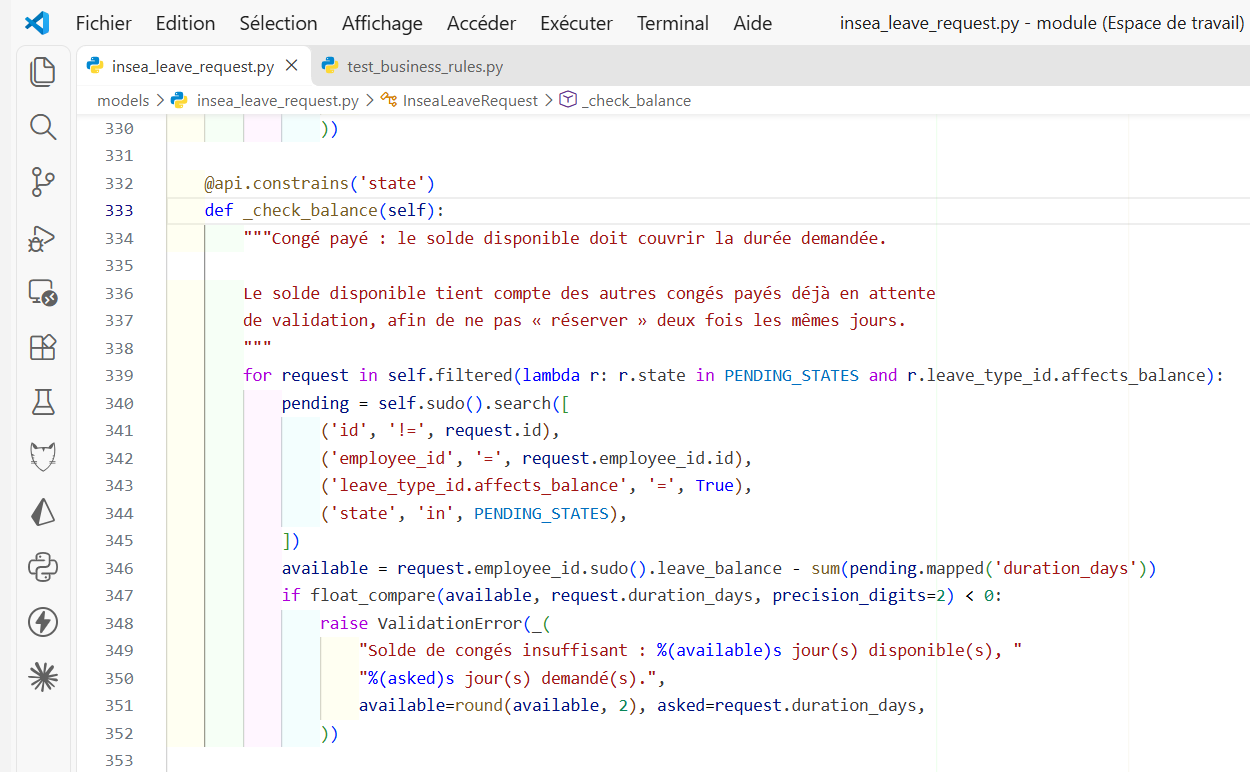 Fichier Edition Sélection Affichage Accéder Exécuter Terminal Aide insea_leave_request.py - module (Espace de travail)
insea_leave_request.py test_business_rules.py
models > insea_leave_request.py > InseaLeaveRequest > _check_balance
330                 ))
331
332     @api.constrains('state')
333     def _check_balance(self):
334         """Congé payé : le solde disponible doit couvrir la durée demandée.
335
336         Le solde disponible tient compte des autres congés payés déjà en attente
337         de validation, afin de ne pas « réserver » deux fois les mêmes jours.
338         """
339         for request in self.filtered(lambda r: r.state in PENDING_STATES and r.leave_type_id.affects_balance):
340             pending = self.sudo().search([
341                 ('id', '!=', request.id),
342                 ('employee_id', '=', request.employee_id.id),
343                 ('leave_type_id.affects_balance', '=', True),
344                 ('state', 'in', PENDING_STATES),
345             ])
346             available = request.employee_id.sudo().leave_balance - sum(pending.mapped('duration_days'))
347             if float_compare(available, request.duration_days, precision_digits=2) < 0:
348                 raise ValidationError(_(
349                     "Solde de congés insuffisant : %(available)s jour(s) disponible(s), "
350                     "%(asked)s jour(s) demandé(s).",
351                     available=round(available, 2), asked=request.duration_days,
352                 ))
353